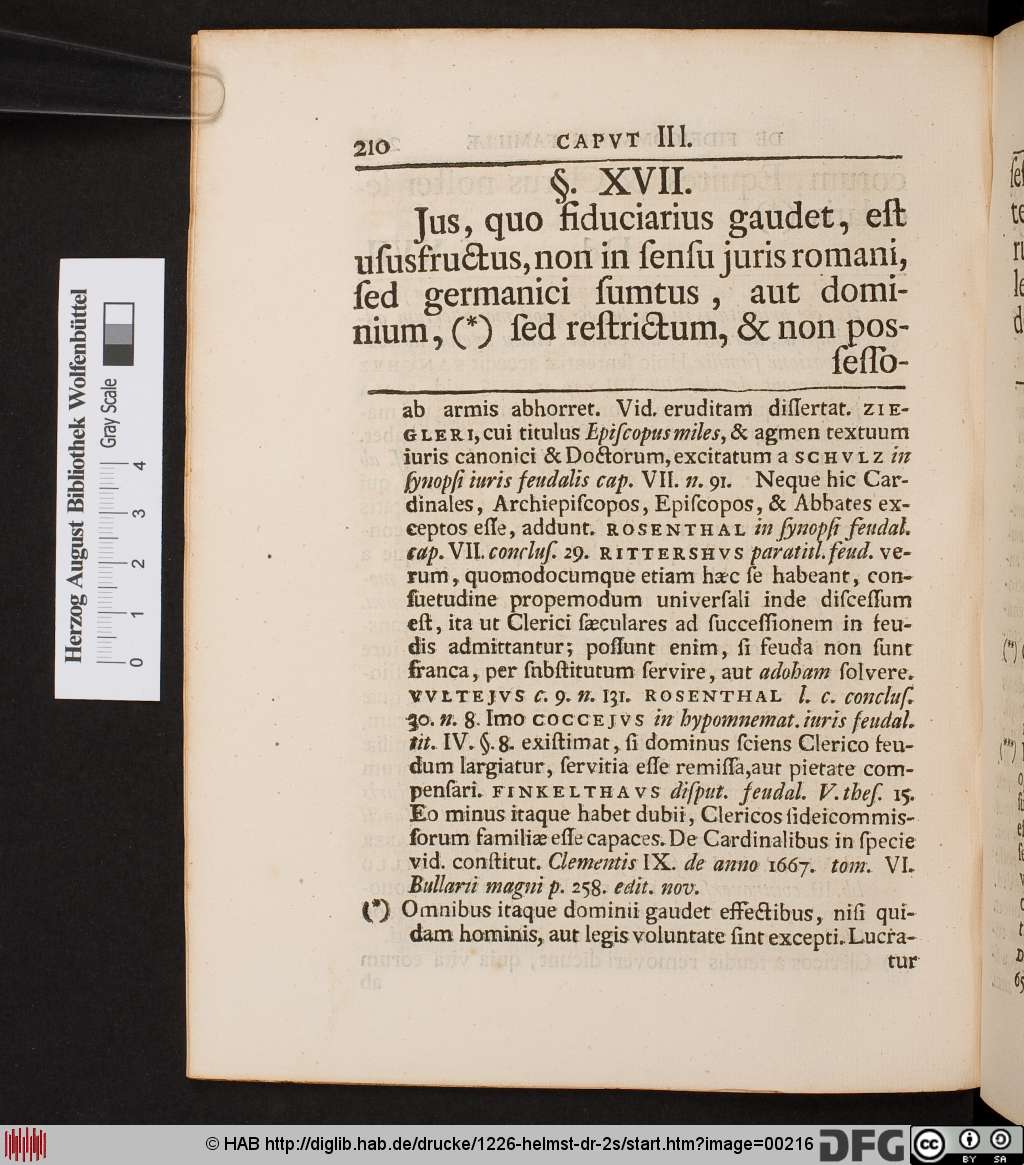 210 CAPVT III.
§. XVII.
Jus, quo fiduciarius gaudet, eſt
uſusfructus, non in ſenſu juris romani,
ſed germanici ſumtus, aut domi-
nium, (*) ſed reſtrictum, & non pos-
ſeſſo-
ab armis abhorret. Vid. eruditam diſſertat. ZIE-
GLERI, cui titulus Epiſcopus miles, & agmen textuum
iuris canonici & Doctorum, excitatum a SCHVLZ in
ſynopſi iuris feudalis cap. VII. n. 91. Neque hic Car-
dinales, Archiepiſcopos, Epiſcopos, & Abbates ex-
ceptos eſſe, addunt. ROSENTHAL in ſynopſi feudal.
cap. VII. concluſ. 29. RITTERSHVS paratitl. feud. ve-
rum, quomodocumque etiam hæc ſe habeant, con-
ſuetudine propemodum univerſali inde diſceſſum
eſt, ita ut Clerici ſæculares ad ſucceſſionem in feu-
dis admittantur; poſſunt enim, ſi feuda non ſunt
franca, per ſnbſtitutum ſervire, aut adoham ſolvere.
VVLTEJVS c. 9. n. 131. ROSENTHAL l. c. concluſ.
30. n. 8. Imo COCCEJVS in hypomnemat. iuris feudal.
tit. IV. §. 8. exiſtimat, ſi dominus ſciens Clerico feu-
dum largiatur, ſervitia eſſe remiſſa, aut pietate com-
penſari. FINKELTHAVS diſput. feudal. V. theſ. 15.
Eo minus itaque habet dubii, Clericos fideicommis-
ſorum familiæ eſſe capaces. De Cardinalibus in ſpecie
vid. conſtitut. Clementis IX. de anno 1667. tom. VI.
Bullarii magni p. 258. edit. nov.
(*) Omnibus itaque dominii gaudet effectibus, niſi qui-
dam hominis, aut legis voluntate ſint excepti. Lucra-
tur
Herzog August Bibliothek Wolfenbüttel
Gray Scale
0 1 2 3 4
© HAB http://diglib.hab.de/drucke/1226-helmst-dr-2s/start.htm?image=00216 DFG cc BY SA